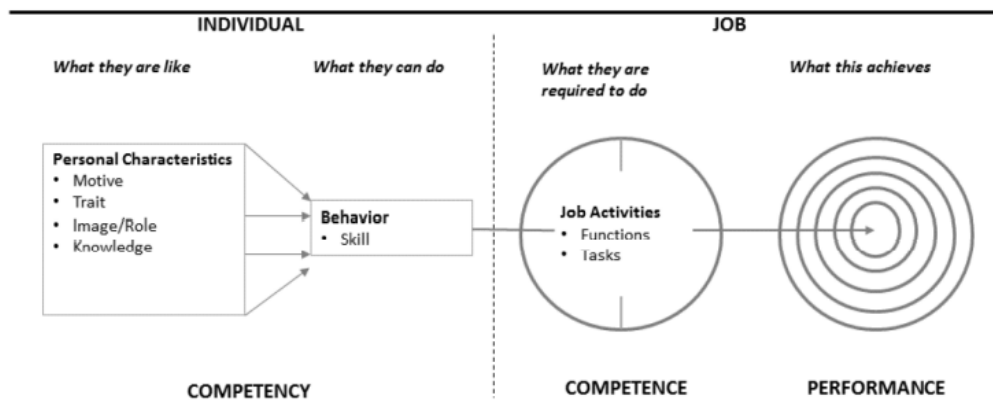 INDIVIDUAL
JOB
What they are like
What they can do
What they are
required to do
What this achieves
Personal Characteristics
• Motive
• Trait
• Image/Role
• Knowledge
Behavior
• Skill
Job Activities
• Functions
• Tasks
COMPETENCY
COMPETENCE
PERFORMANCE